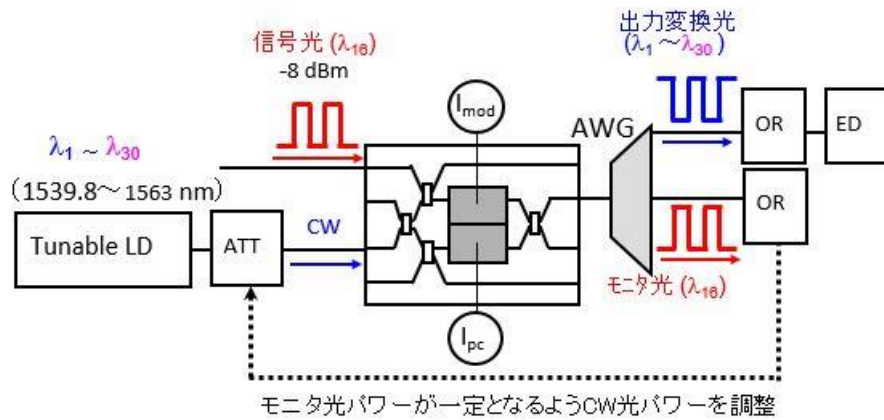 信号光 (λ16)
-8 dBm
出力変換光
(λ1 ～λ30)
Imod
AWG
OR
ED
λ1 ~ λ30
(1539.8～1563 nm)
Tunable LD
ATT
CW
OR
モニタ光 (λ16)
Ipc
モニタ光パワーが一定となるようCW光パワーを調整